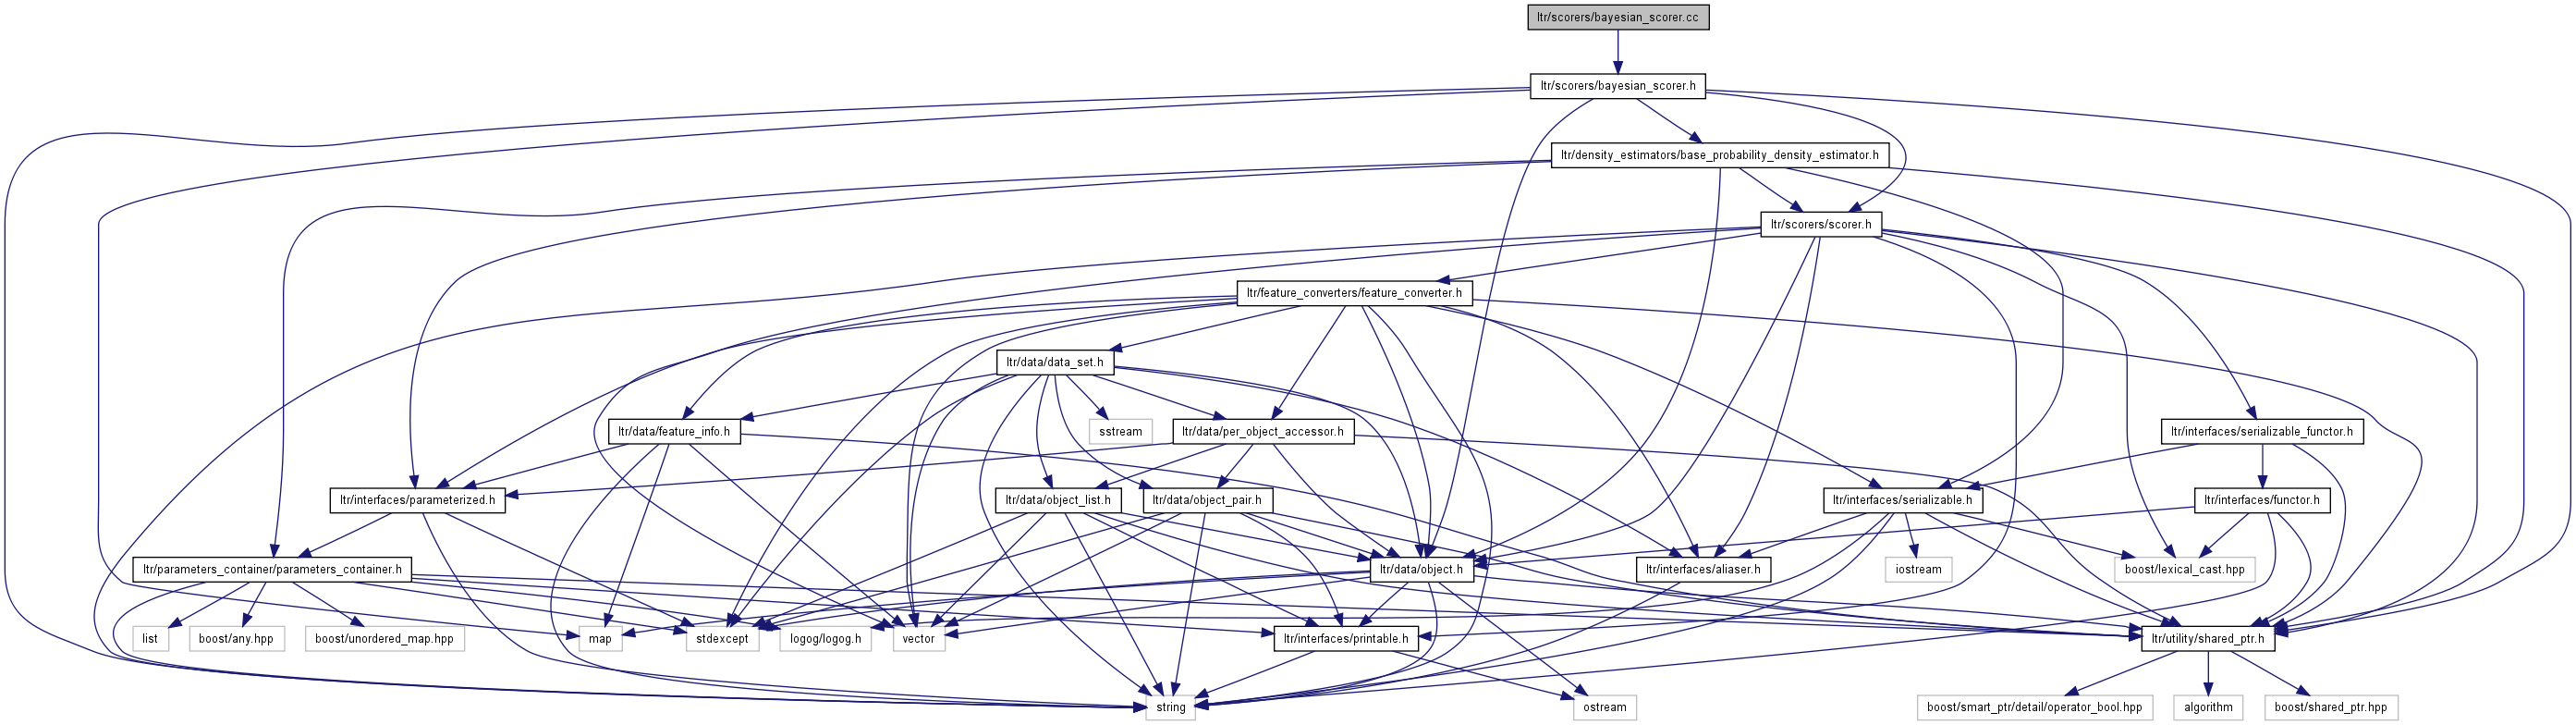 ltr/scorers/bayesian_scorer.cc
ltr/scorers/bayesian_scorer.h
ltr/density_estimators/base_probability_density_estimator.h
ltr/scorers/scorer.h
ltr/feature_converters/feature_converter.h
ltr/data/data_set.h
ltr/data/feature_info.h
sstream
ltr/data/per_object_accessor.h
ltr/interfaces/serializable_functor.h
ltr/interfaces/parameterized.h
ltr/data/object_list.h
ltr/data/object_pair.h
ltr/interfaces/serializable.h
ltr/interfaces/functor.h
ltr/parameters_container/parameters_container.h
ltr/data/object.h
ltr/interfaces/aliaser.h
iostream
boost/lexical_cast.hpp
list
boost/any.hpp
boost/unordered_map.hpp
map
stdexcept
logog/logog.h
vector
ltr/interfaces/printable.h
ltr/utility/shared_ptr.h
string
ostream
boost/smart_ptr/detail/operator_bool.hpp
algorithm
boost/shared_ptr.hpp